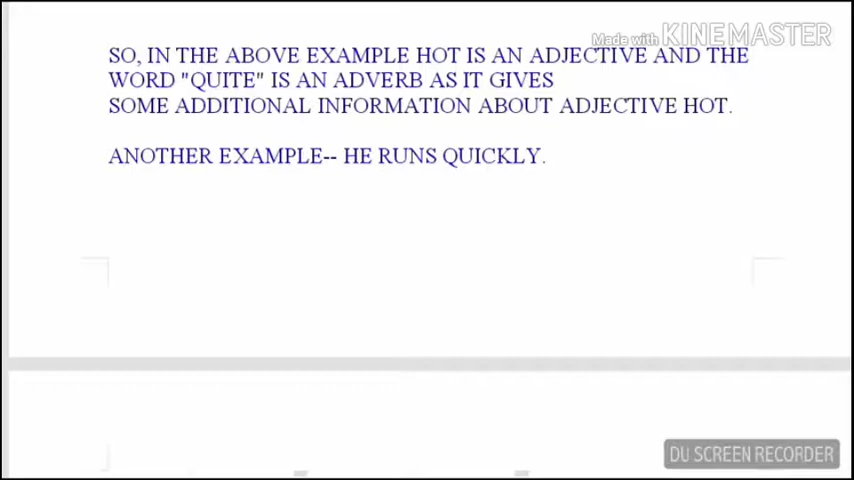 Made with KINEMASTER
SO, IN THE ABOVE EXAMPLE HOT IS AN ADJECTIVE AND THE
WORD "QUITE" IS AN ADVERB AS IT GIVES
SOME ADDITIONAL INFORMATION ABOUT ADJECTIVE HOT.
ANOTHER EXAMPLE-- HE RUNS QUICKLY.
DU SCREEN RECORDER